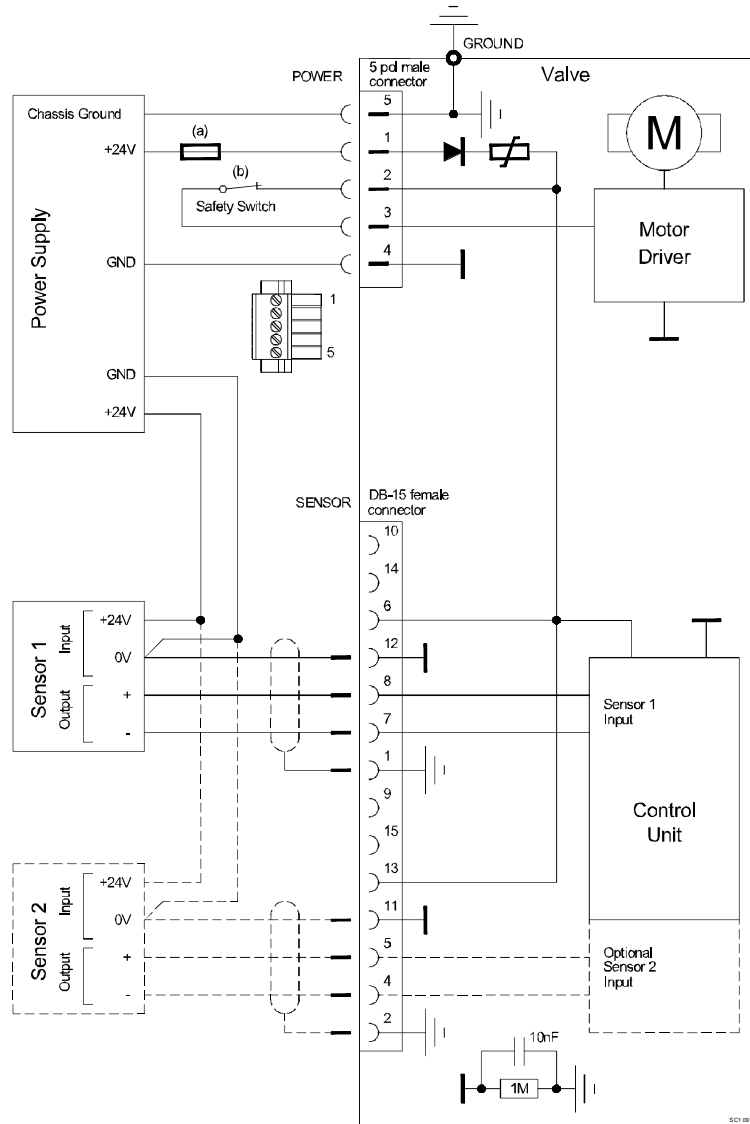 GROUND
POWER
5 pol male
connector
Valve
Chassis Ground
5
(a)
+24V
1
M
(b)
2
Safety Switch
3
Motor
Driver
Power Supply
GND
4
1
5
GND
+24V
SENSOR
DB-15 female
connector
10
14
Sensor 1
Input
+24V
6
0V
12
Output
+
8
Sensor 1
Input
-
7
1
9
Control
Unit
15
Sensor 2
Input
+24V
13
0V
11
Output
+
5
Optional
Sensor 2
Input
-
4
2
10nF
1M